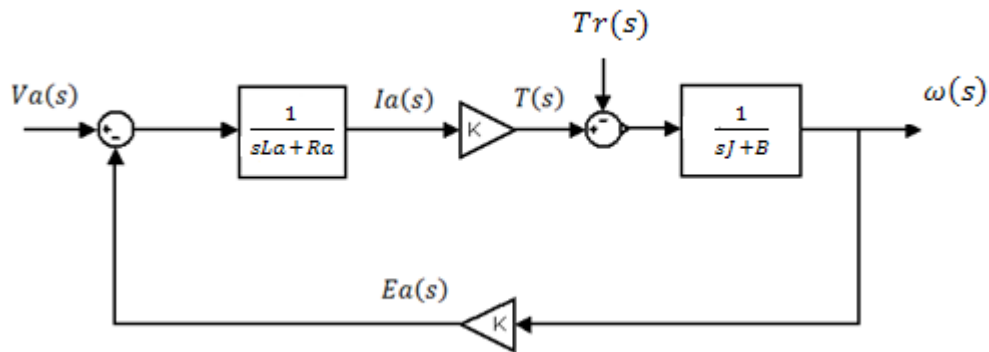 Tr(s)
Va(s)
Ia(s)
T(s)
ω(s)
+
-
1
sLa+Ra
K
+
-
1
sJ+B
Ea(s)
K